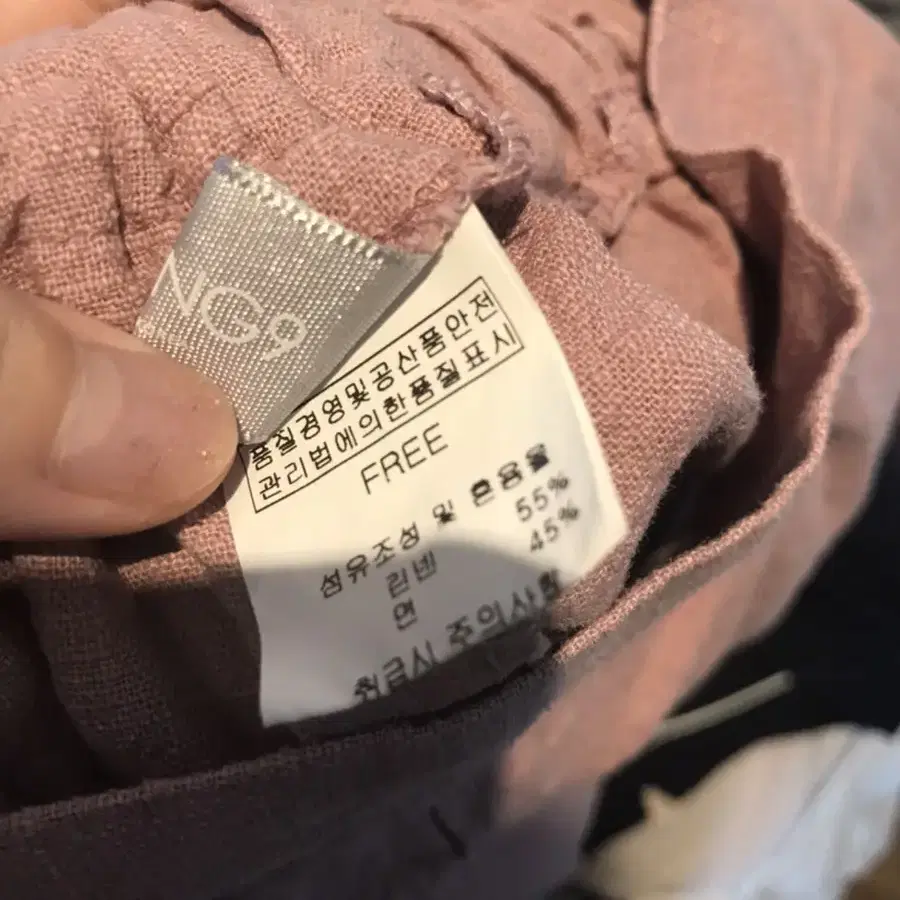 NG9
품질경영및공산품안전
관리법에의한품질표시
FREE
섬유조성 및 혼용율
린넨 55%
면 45%
취급시 주의사항